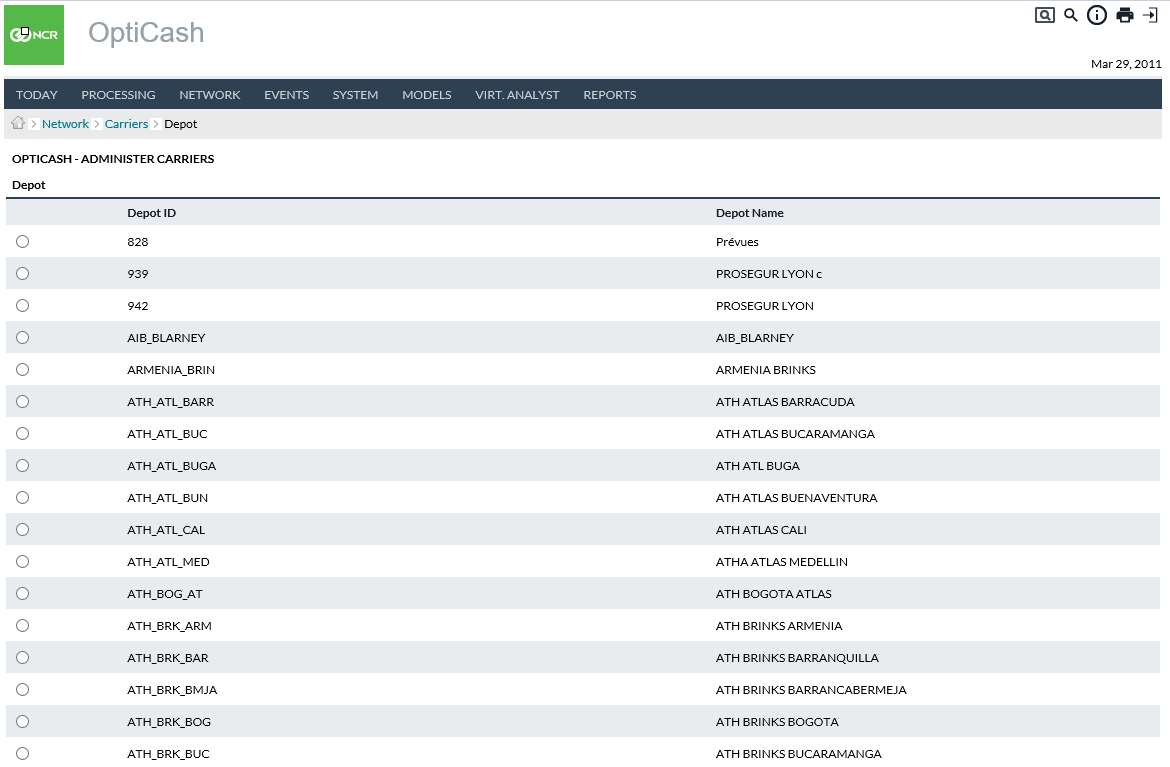 NCR
OptiCash
Mar 29, 2011
TODAY PROCESSING NETWORK EVENTS SYSTEM MODELS VIRT. ANALYST REPORTS
> Network > Carriers > Depot
OPTICASH - ADMINISTER CARRIERS
Depot
Depot ID Depot Name
828 Prévues
939 PROSEGUR LYON c
942 PROSEGUR LYON
AIB_BLARNEY AIB_BLARNEY
ARMENIA_BRIN ARMENIA BRINKS
ATH_ATL_BARR ATH ATLAS BARRACUDA
ATH_ATL_BUC ATH ATLAS BUCARAMANGA
ATH_ATL_BUGA ATH ATL BUGA
ATH_ATL_BUN ATH ATLAS BUENAVENTURA
ATH_ATL_CAL ATH ATLAS CALI
ATH_ATL_MED ATHA ATLAS MEDELLIN
ATH_BOG_AT ATH BOGOTA ATLAS
ATH_BRK_ARM ATH BRINKS ARMENIA
ATH_BRK_BAR ATH BRINKS BARRANQUILLA
ATH_BRK_BMJA ATH BRINKS BARRANCABERMEJA
ATH_BRK_BOG ATH BRINKS BOGOTA
ATH_BRK_BUC ATH BRINKS BUCARAMANGA